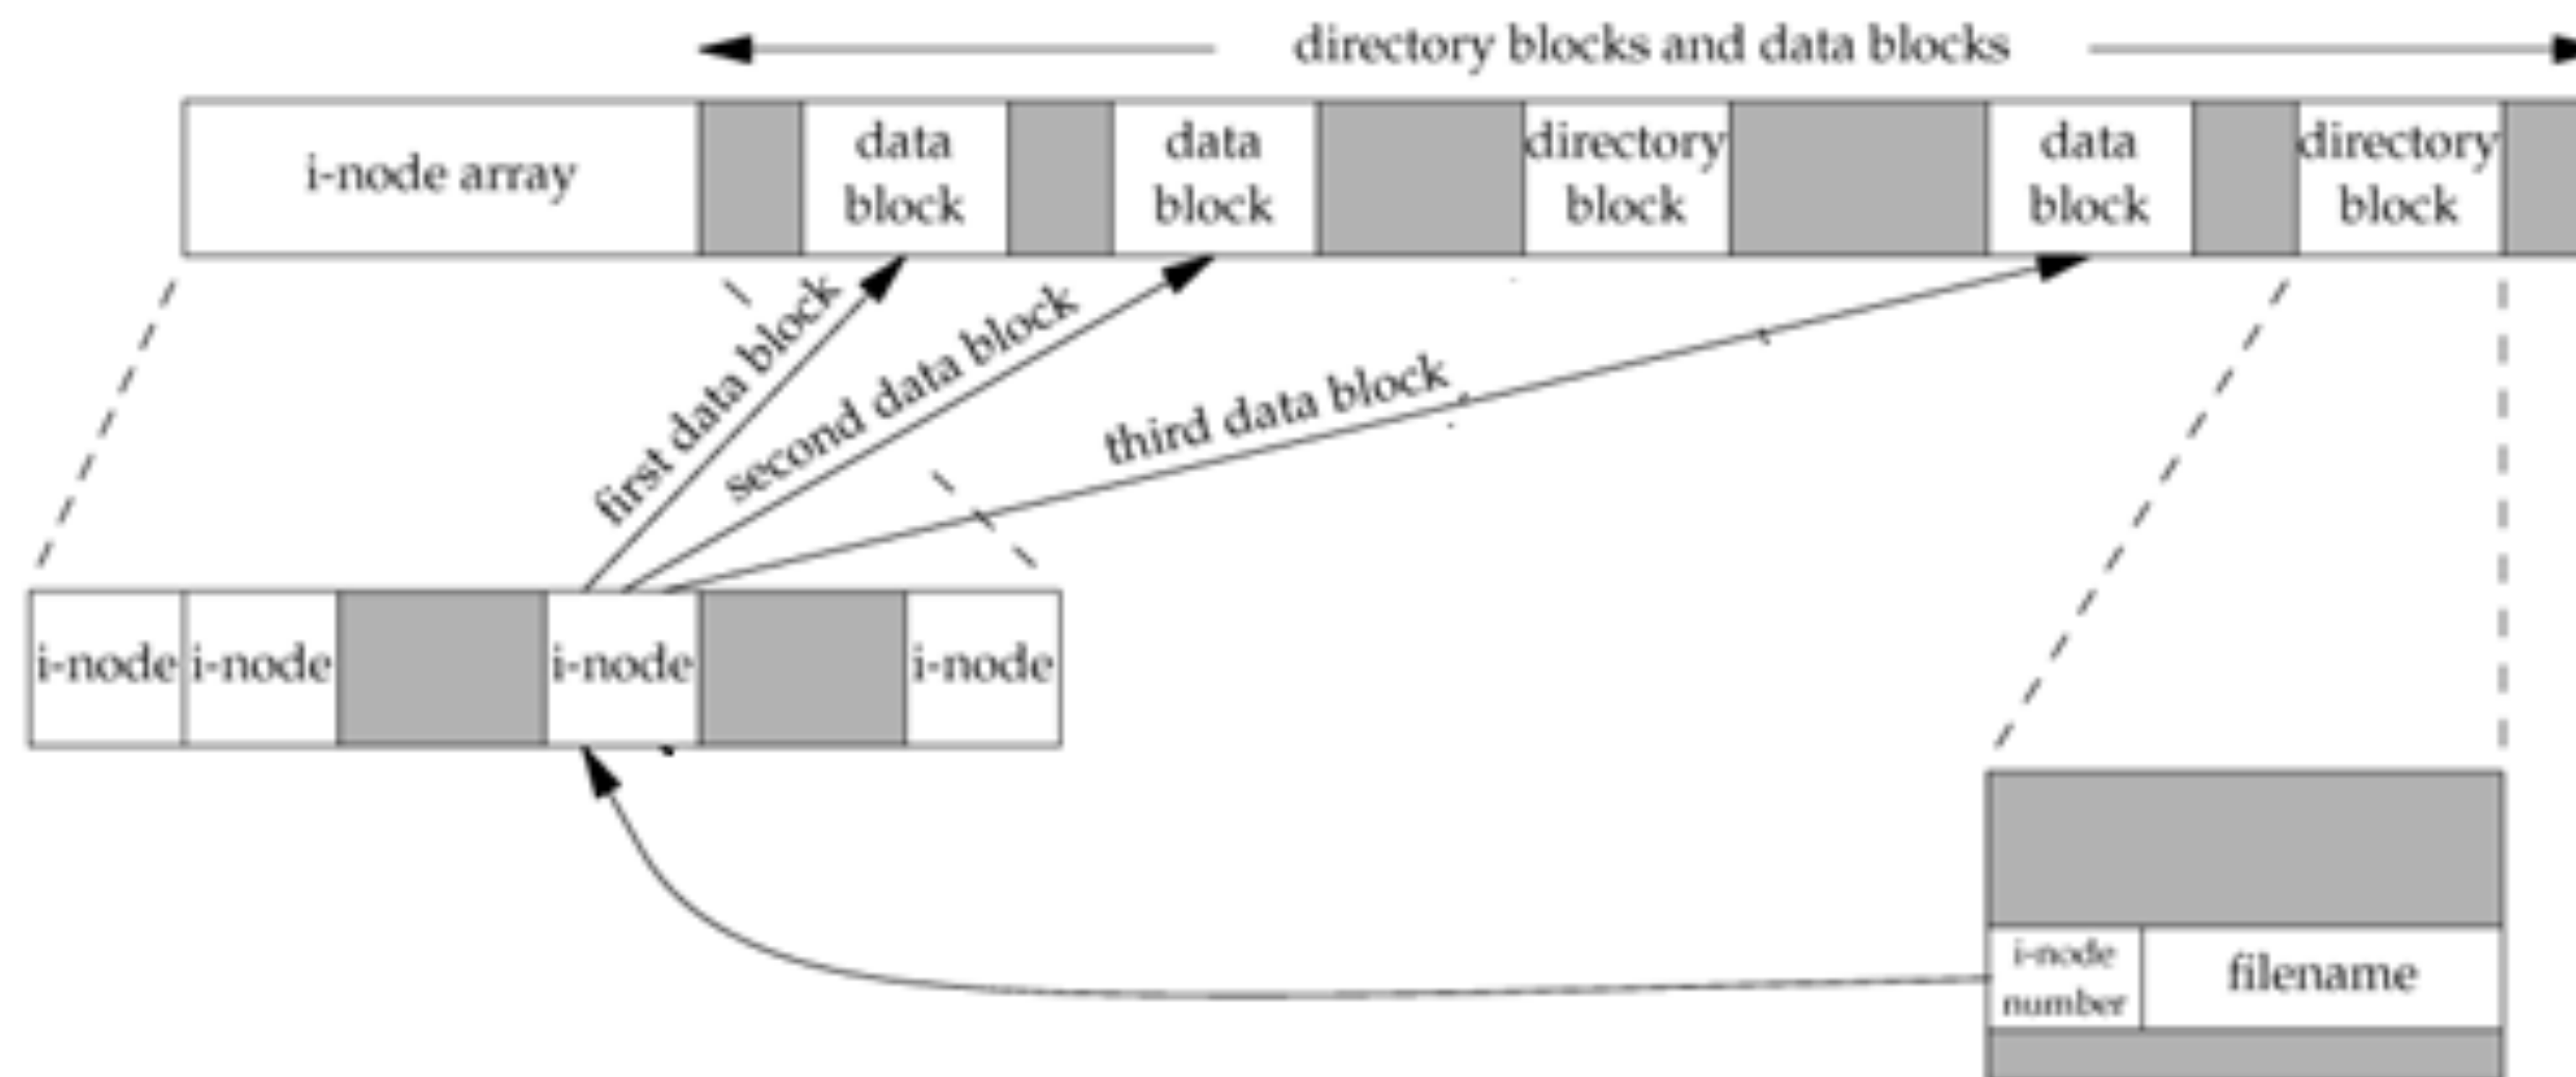 directory blocks and data blocks
i-node array
data
block
data
block
directory
block
data
block
directory
block
first data block
second data block
third data block
i-node
i-node
i-node
i-node
i-node
number
filename